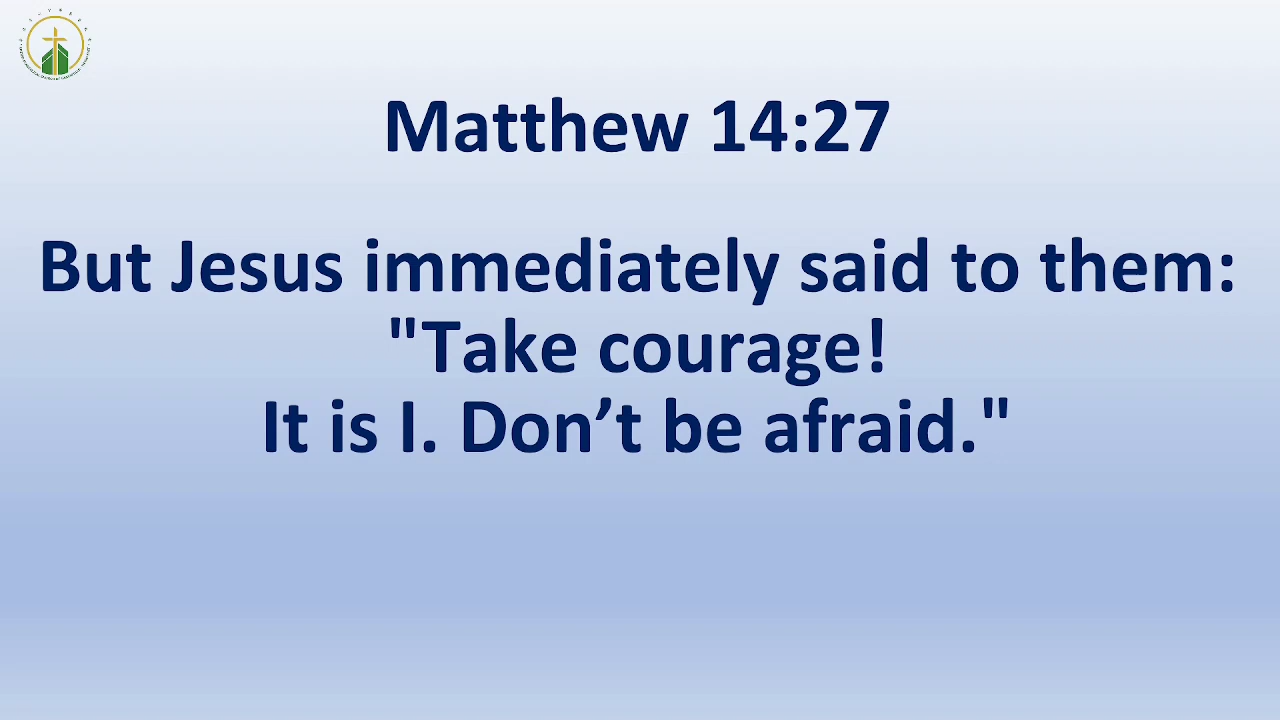 Matthew 14:27
But Jesus immediately said to them:
"Take courage!
It is I. Don’t be afraid."